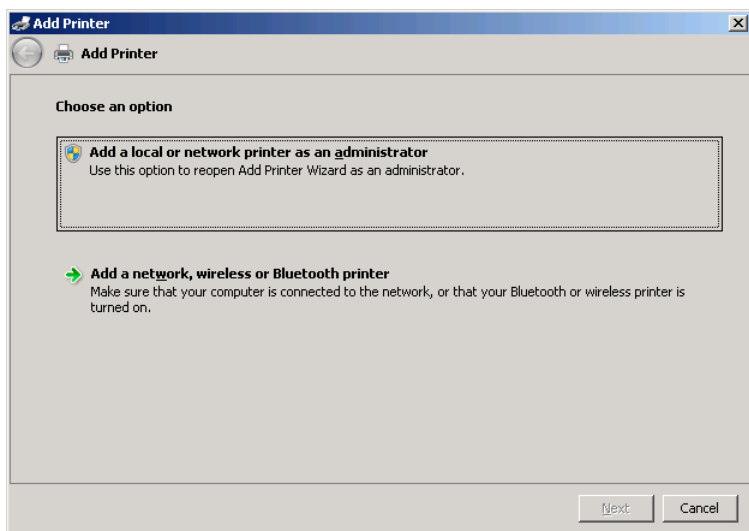 Add Printer
Add Printer
Choose an option
Add a local or network printer as an administrator
Use this option to reopen Add Printer Wizard as an administrator.
Add a network, wireless or Bluetooth printer
Make sure that your computer is connected to the network, or that your Bluetooth or wireless printer is
turned on.
Next Cancel